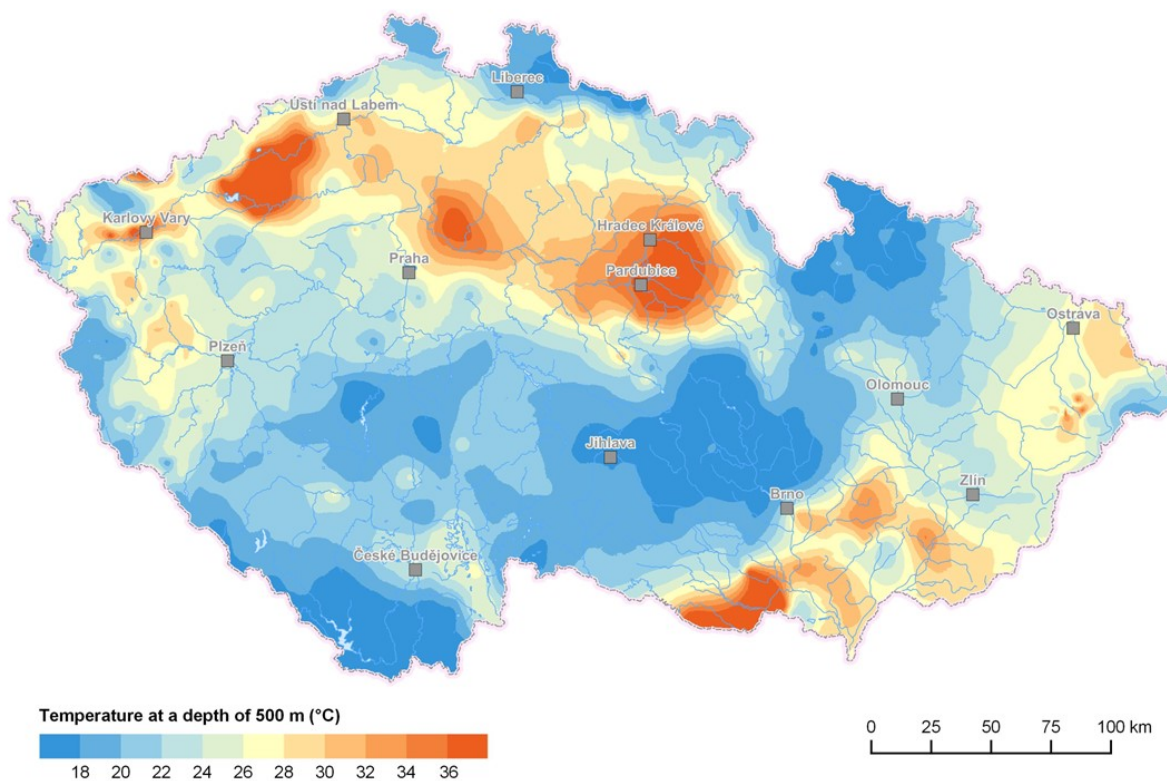 Liberec
Ústí nad Labem
Karlovy Vary
Hradec Králové
Praha
Pardubice
Ostrava
Plzeň
Olomouc
Jihlava
Zlín
Brno
České Budějovice
Temperature at a depth of 500 m (°C)
18 20 22 24 26 28 30 32 34 36
0 25 50 75 100 km